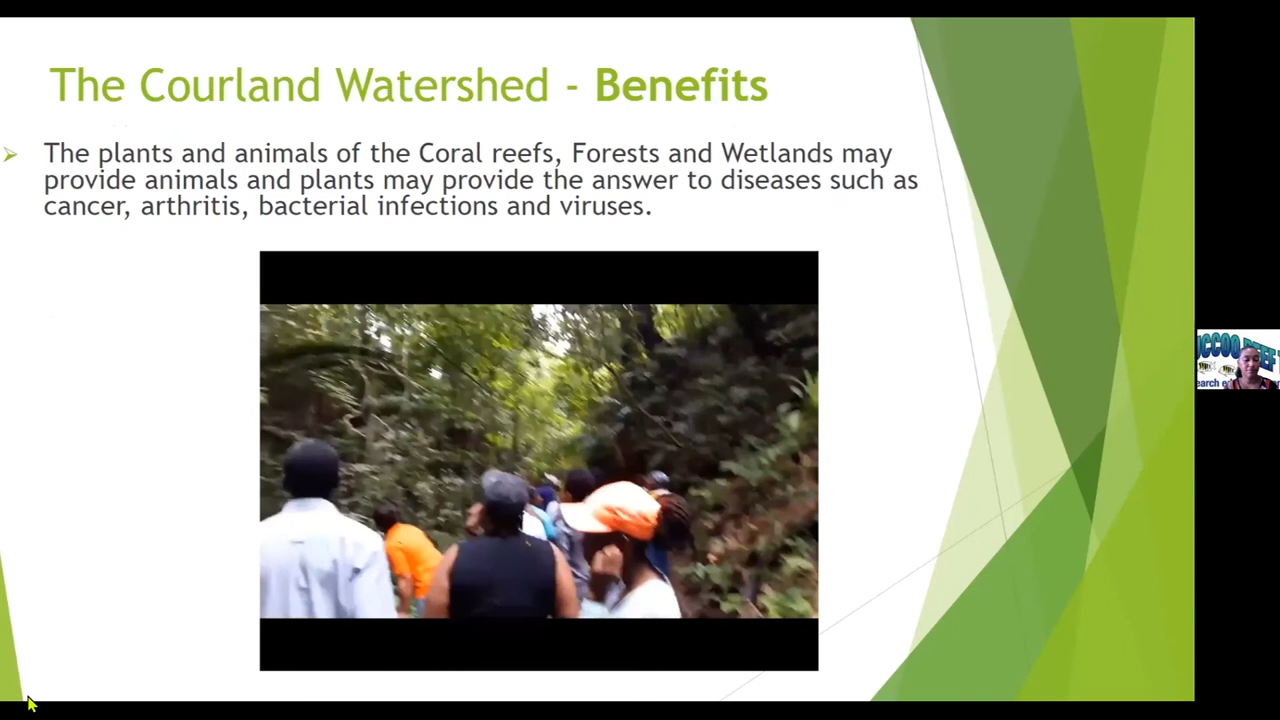 The Courland Watershed - Benefits
The plants and animals of the Coral reefs, Forests and Wetlands may
provide animals and plants may provide the answer to diseases such as
cancer, arthritis, bacterial infections and viruses.
REEF